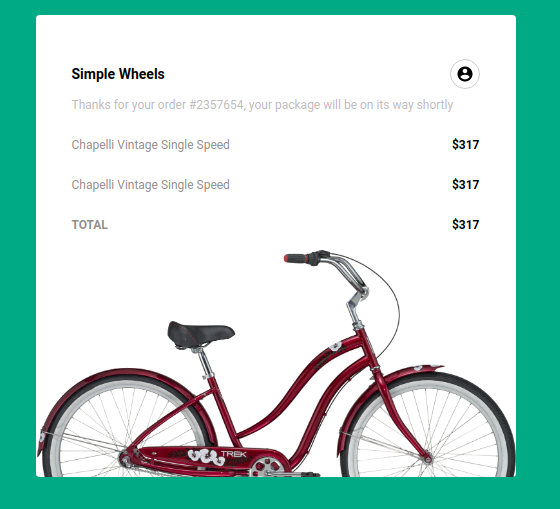 Simple Wheels
Thanks for your order #2357654, your package will be on its way shortly
Chapelli Vintage Single Speed $317
Chapelli Vintage Single Speed $317
TOTAL $317
TREK